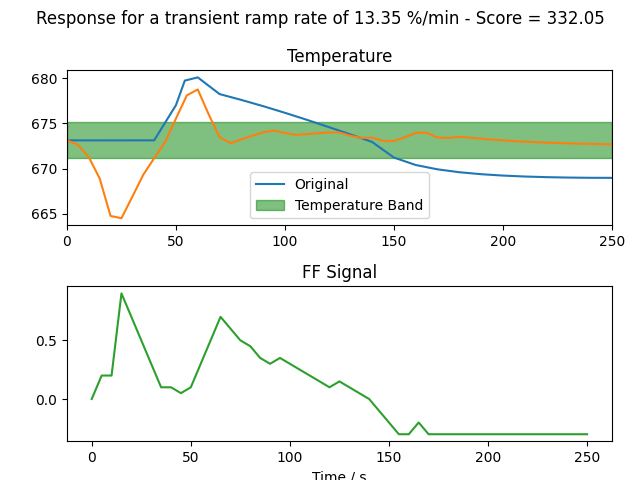 Response for a transient ramp rate of 13.35 %/min - Score = 332.05
Temperature
680
675
670
665
Original
Temperature Band
0 50 100 150 200 250
FF Signal
0.5
0.0
0 50 100 150 200 250
Time / s